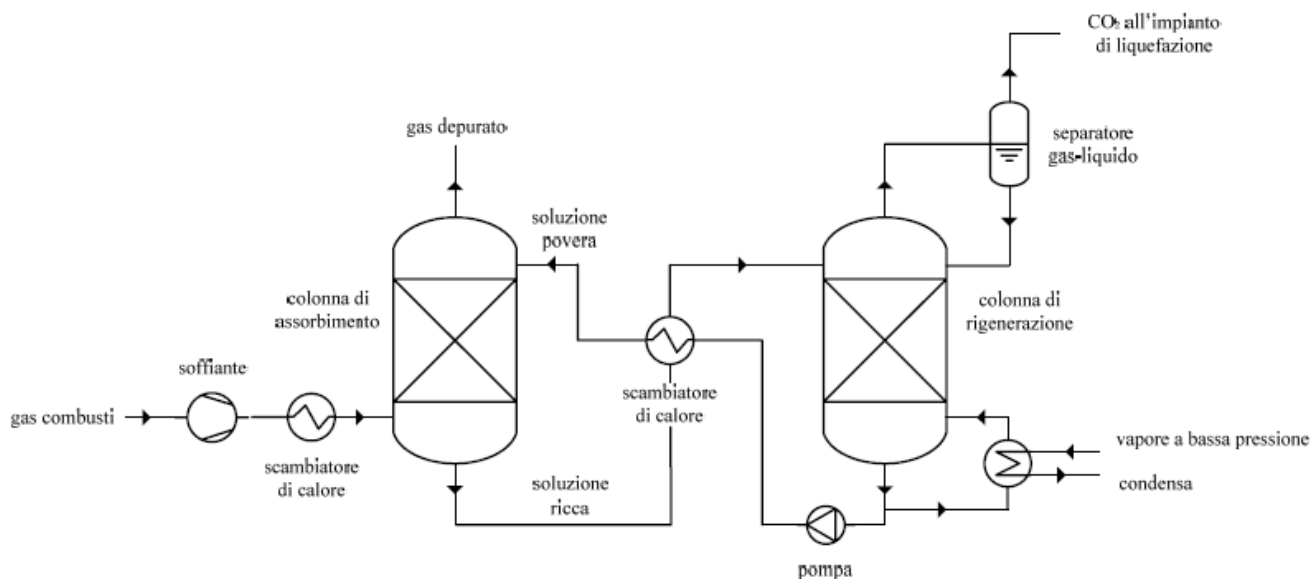 CO₂ all'impianto
di liquefazione
gas depurato
separatore
gas-liquido
soluzione
povera
colonna di
assorbimento
colonna di
rigenerazione
soffiante
scambiatore
di calore
gas combusti
scambiatore
di calore
vapore a bassa pressione
soluzione
ricca
condensa
pompa